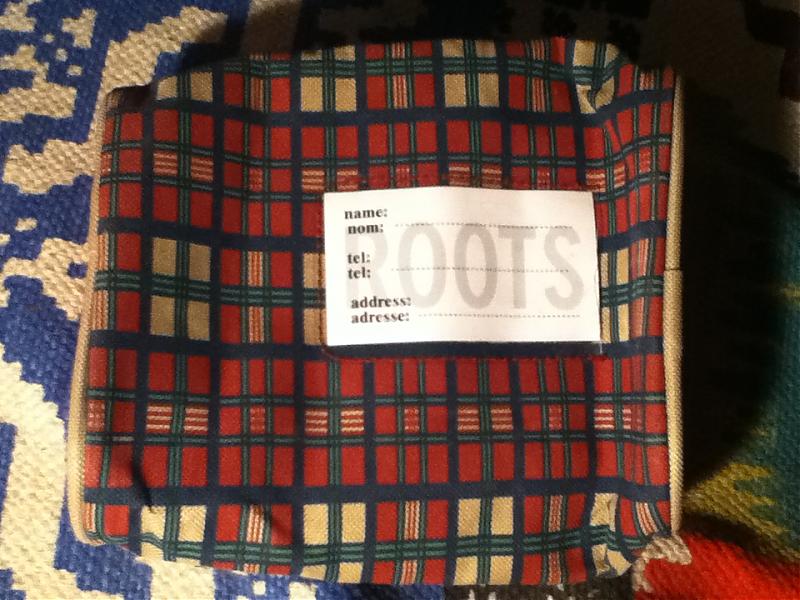 ROOTS
name:
nom:
tel:
tel:
address:
adresse: